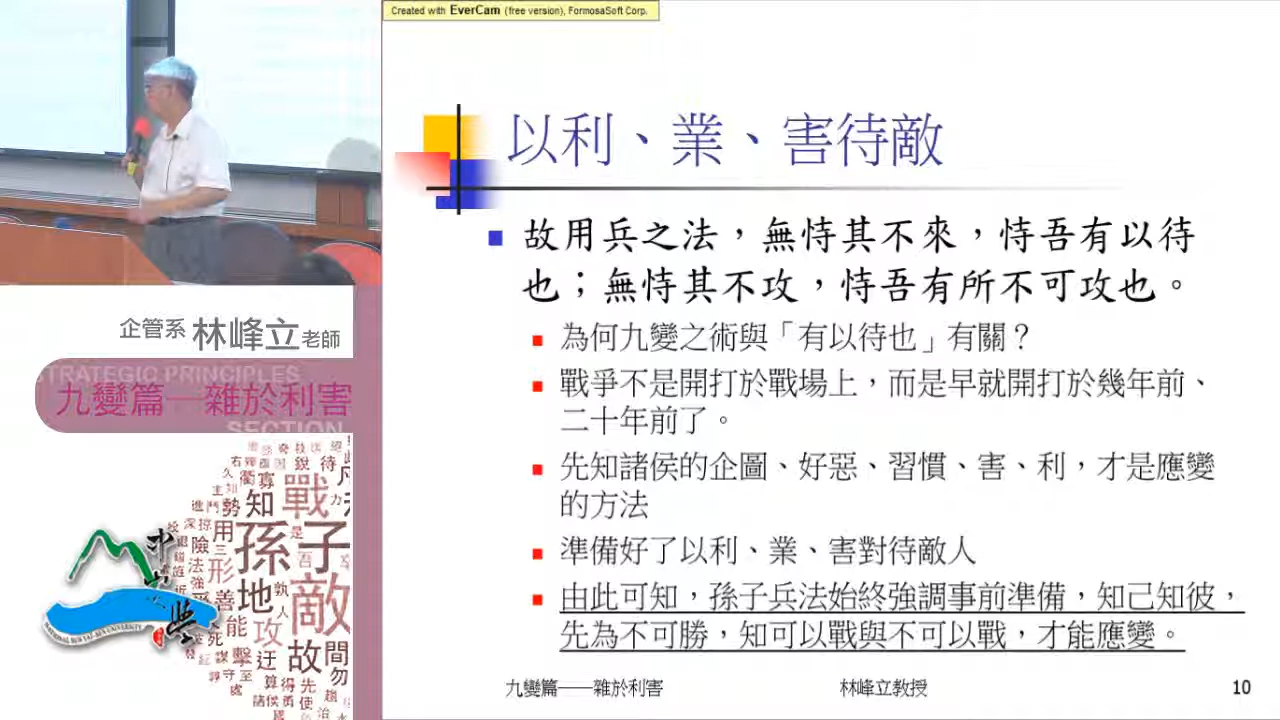 Created with EverCam (free version), FormosaSoft Corp.
以利、業、害待敵
故用兵之法，無恃其不來，恃吾有以待
也；無恃其不攻，恃吾有所不可攻也。
為何九變之術與「有以待也」有關？
戰爭不是開打於戰場上，而是早就開打於幾年前、
二十年前了。
先知諸侯的企圖、好惡、習慣、害、利，才是應變
的方法
準備好了以利、業、害對待敵人
由此可知，孫子兵法始終強調事前準備，知己知彼，
先為不可勝，知可以戰與不可以戰，才能應變。
九變篇——雜於利害
林峰立教授
10
企管系 林峰立老師
STRATEGIC PRINCIPLES
九變篇—雜於利害
SECTION
戰
知
孫子
敵
地
形
善
能
攻
故
間
勿
用
險
勢
迂
擊